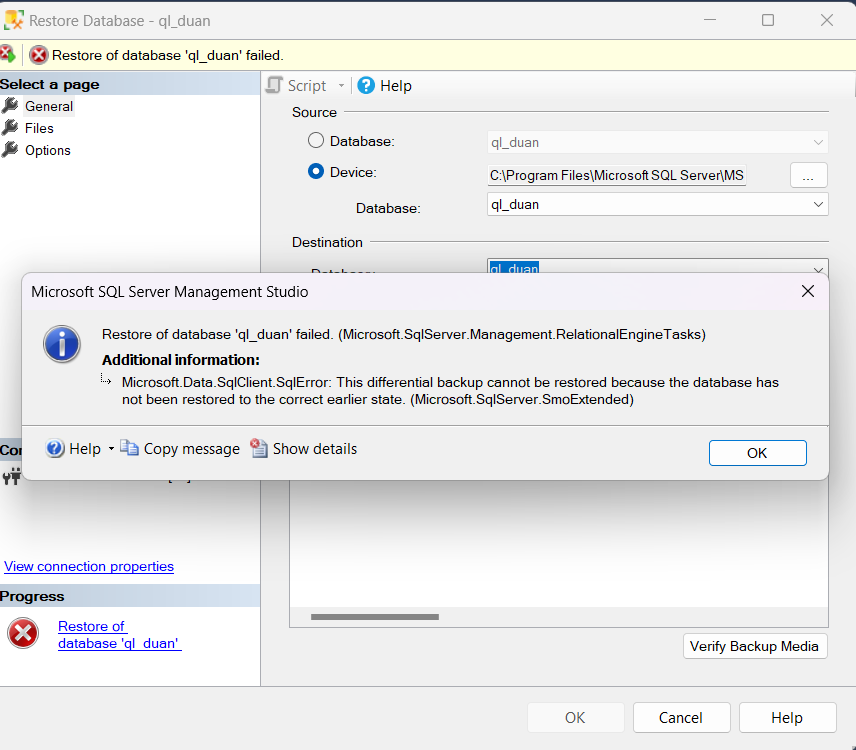 Restore Database - ql_duan
Restore of database 'ql_duan' failed.
Select a page
General
Files
Options
Script
Help
Source
Database:
ql_duan
Device:
C:\Program Files\Microsoft SQL Server\MS
...
Database:
ql_duan
Destination
Database:
ql_duan
Microsoft SQL Server Management Studio
Restore of database 'ql_duan' failed. (Microsoft.SqlServer.Management.RelationalEngineTasks)
Additional information:
Microsoft.Data.SqlClient.SqlError: This differential backup cannot be restored because the database has
not been restored to the correct earlier state. (Microsoft.SqlServer.SmoExtended)
Help
Copy message
Show details
OK
View connection properties
Progress
Restore of
database 'ql_duan'
Verify Backup Media
OK
Cancel
Help